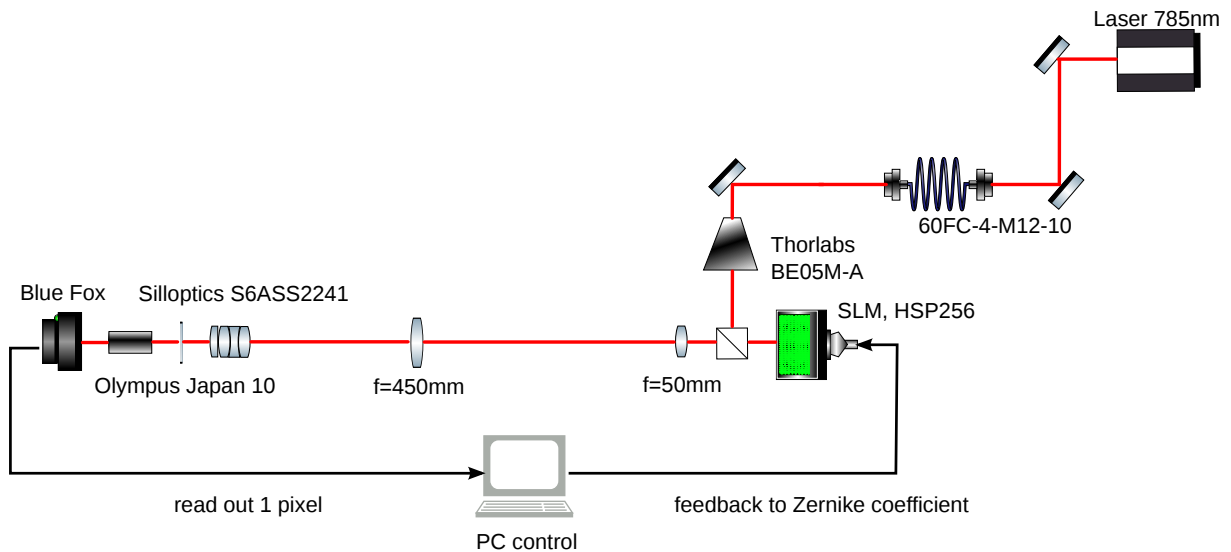 Laser 785nm
60FC-4-M12-10
Thorlabs
BE05M-A
Blue Fox
Silloptics S6ASS2241
SLM, HSP256
Olympus Japan 10
f=450mm
f=50mm
read out 1 pixel
feedback to Zernike coefficient
PC control